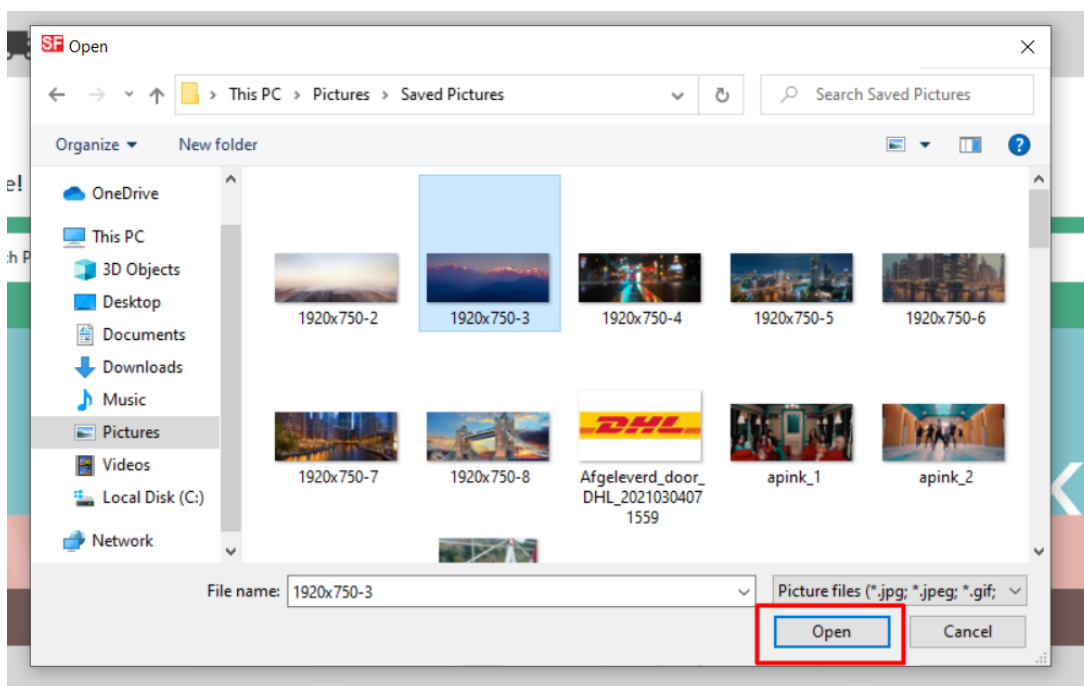 SF Open
This PC > Pictures > Saved Pictures
Search Saved Pictures
Organize
New folder
?
e!
OneDrive
This PC
:h P
3D Objects
Desktop
Documents
Downloads
Music
Pictures
Videos
Local Disk (C:)
Network
1920x750-2
1920x750-3
1920x750-4
1920x750-5
1920x750-6
DHL
1920x750-7
1920x750-8
Afgeleverd_door_
DHL_2021030407
1559
apink_1
apink_2
K
File name:
1920x750-3
Picture files (*.jpg; *.jpeg; *.gif;
Open
Cancel